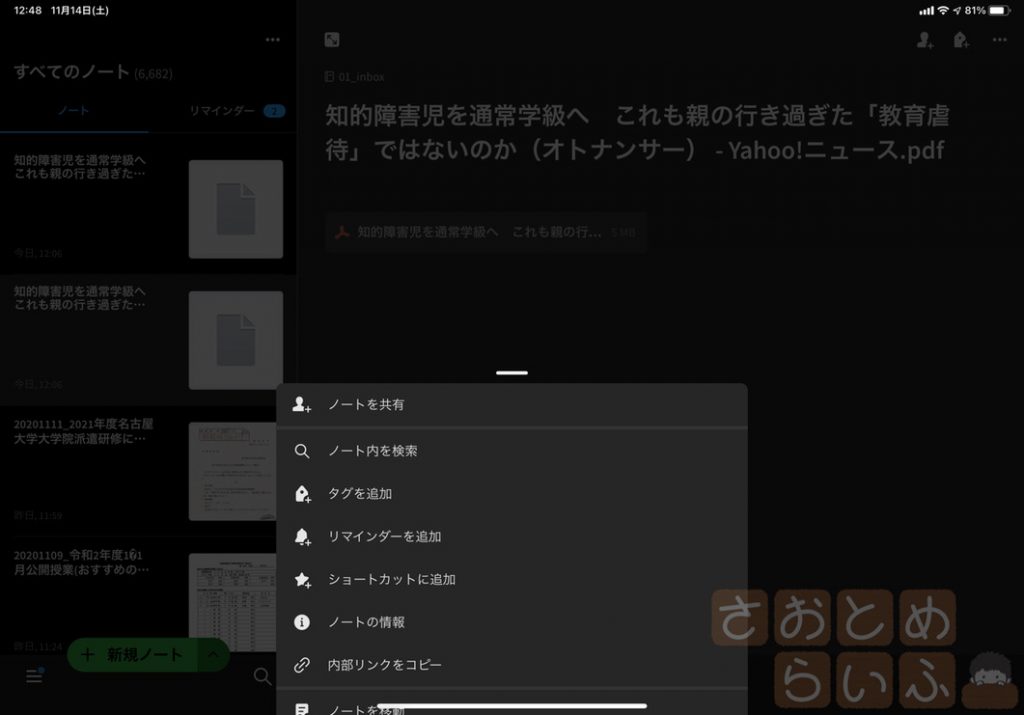 12:48 11月14日(土)
81%
すべてのノート (6,682)
ノート
リマインダー 2
知的障害児を通常学級へ
これも親の行き過ぎた…
今日, 12:06
知的障害児を通常学級へ
これも親の行き過ぎた…
今日, 12:06
20201111_2021年度名古屋
大学大学院派遣研修に…
昨日, 11:59
20201109_令和2年度1�1
月公開授業(おすすめの…
昨日, 11:24
新規ノート
01_inbox
知的障害児を通常学級へ これも親の行き過ぎた「教育虐
待」ではないのか（オトナンサー） - Yahoo!ニュース.pdf
知的障害児を通常学級へ これも親の行... 5 MB
ノートを共有
ノート内を検索
タグを追加
リマインダーを追加
ショートカットに追加
ノートの情報
内部リンクをコピー
ノートを移動
さおとめ
らいふ